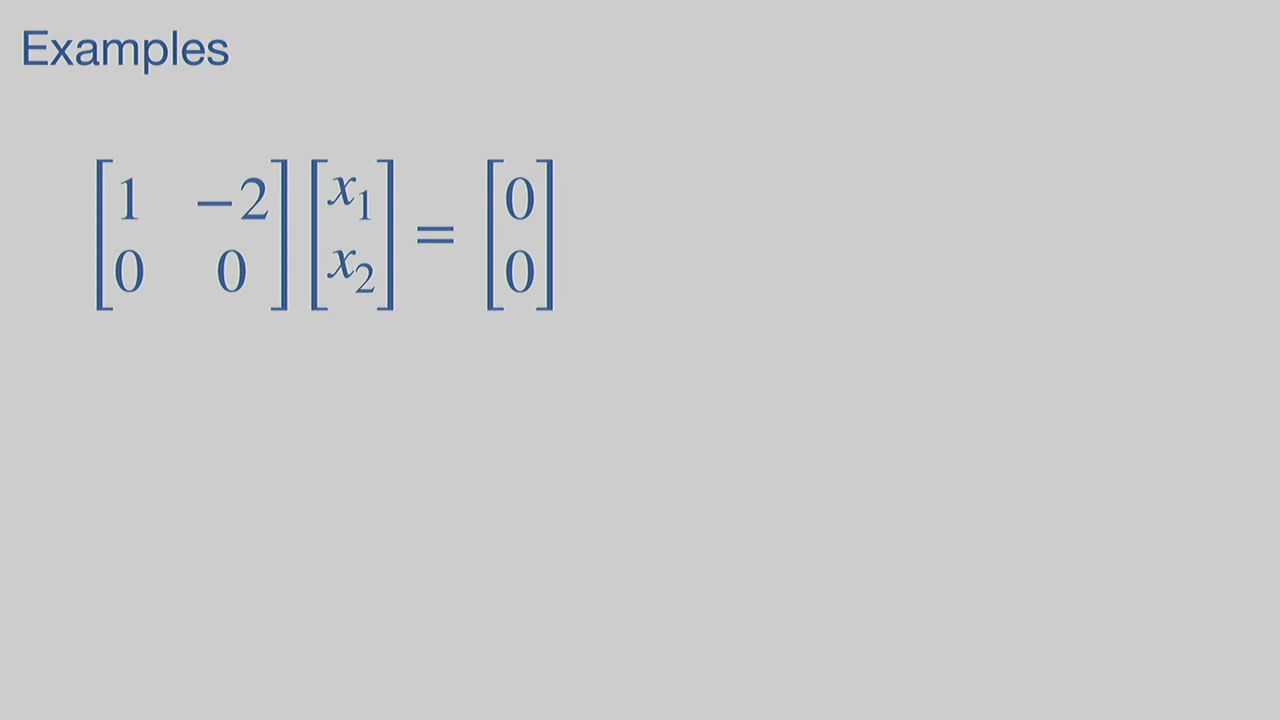 Examples
[1 −2; 0 0] [x₁; x₂] = [0; 0]